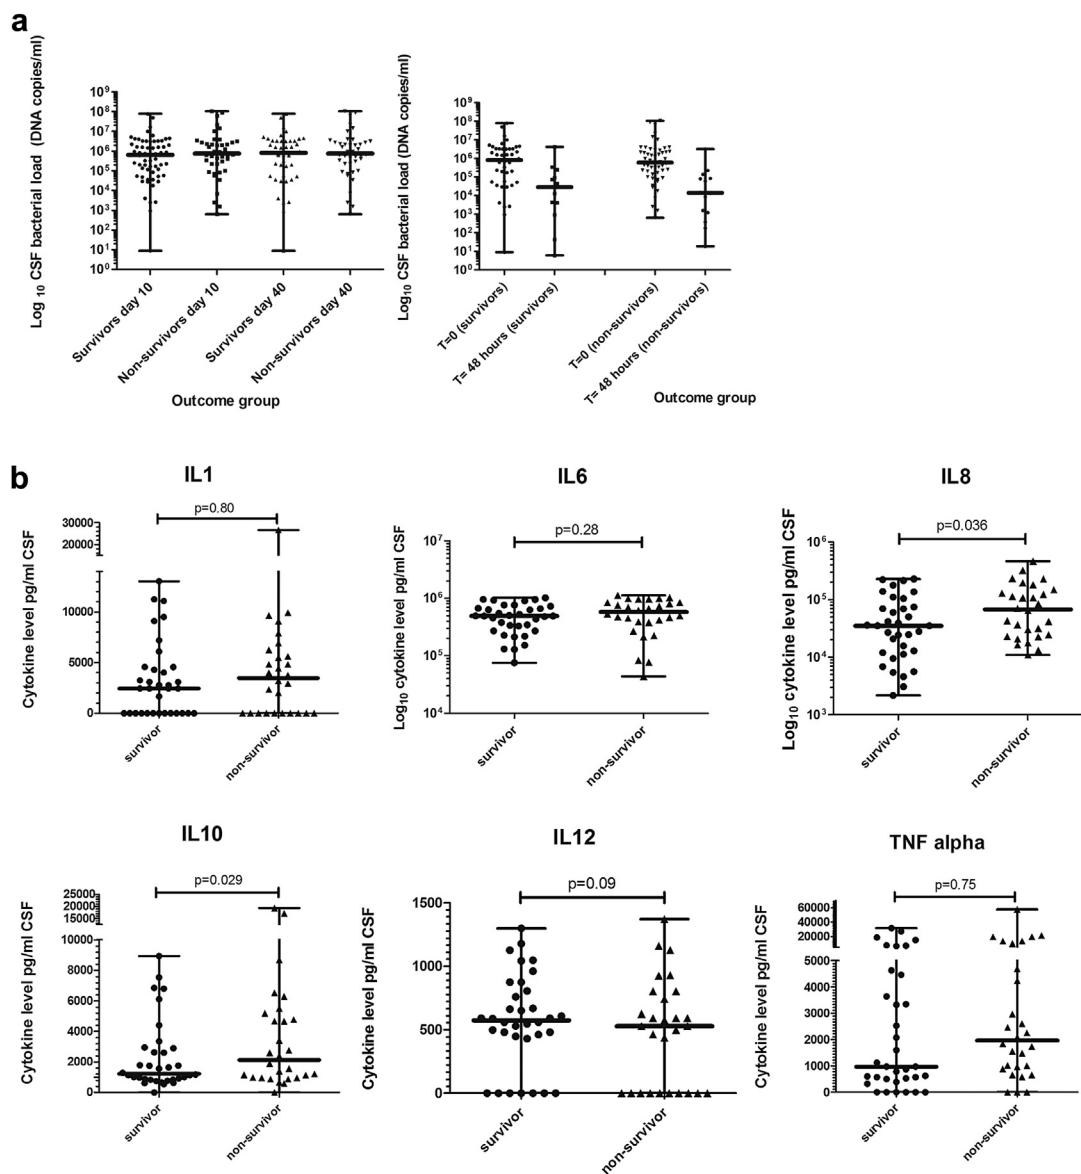 a
Log 10 CSF bacterial load (DNA copies/ml)
10⁹
10⁸
10⁷
10⁶
10⁵
10⁴
10³
10²
10¹
10⁰
Survivors day 10
Non-survivors day 10
Survivors day 40
Non-survivors day 40
Outcome group
Log₁₀ CSF bacterial load (DNA copies/ml)
10⁹
10⁸
10⁷
10⁶
10⁵
10⁴
10³
10²
10¹
10⁰
T=0 (survivors)
T= 48 hours (survivors)
T=0 (non-survivors)
T= 48 hours (non-survivors)
Outcome group
b
IL1
p=0.80
Cytokine level pg/ml CSF
30000
20000
10000
5000
0
survivor
non-survivor
IL6
p=0.28
Log₁₀ cytokine level pg/ml CSF
10⁷
10⁶
10⁵
10⁴
survivor
non-survivor
IL8
p=0.036
Log₁₀ cytokine level pg/ml CSF
10⁶
10⁵
10⁴
10³
survivor
non-survivor
IL10
p=0.029
Cytokine level pg/ml CSF
25000
20000
15000
10000
8000
6000
4000
2000
0
survivor
non-survivor
IL12
p=0.09
Cytokine level pg/ml CSF
1500
1000
500
0
survivor
non-survivor
TNF alpha
p=0.75
Cytokine level pg/ml CSF
60000
40000
20000
5000
4000
3000
2000
1000
0
survivor
non-survivor